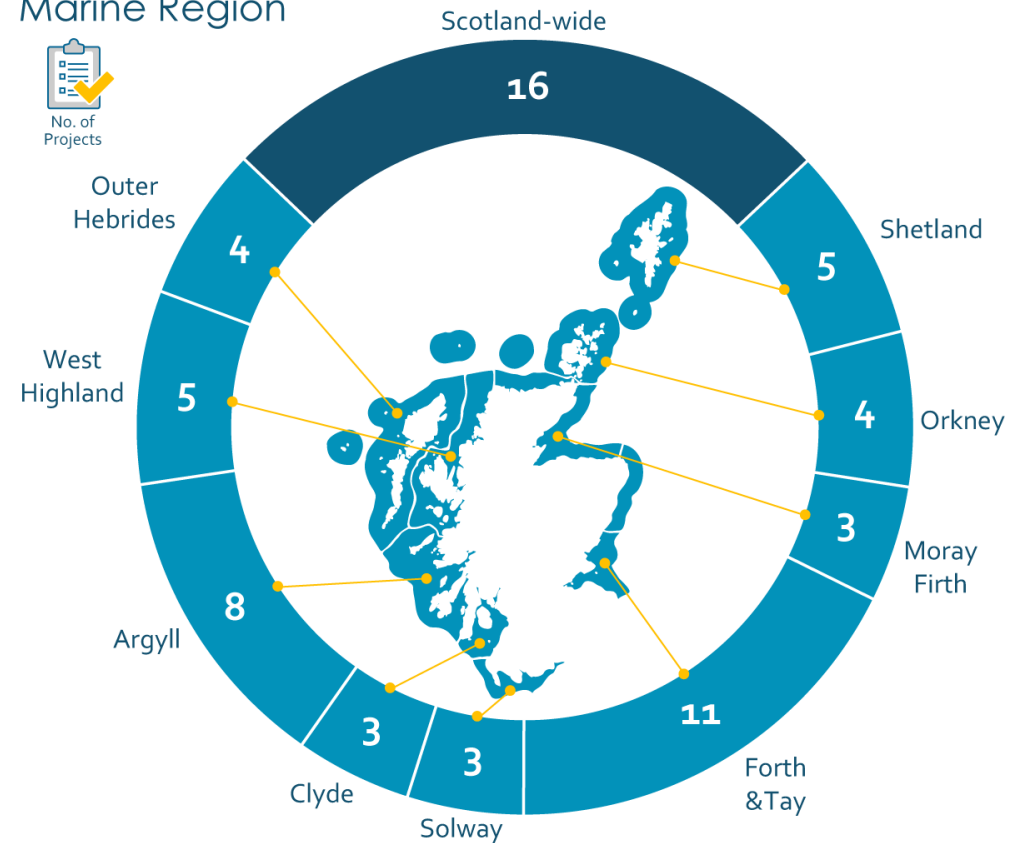 Marine Region
No. of
Projects
Scotland-wide
16
Outer
Hebrides
4
Shetland
5
West
Highland
5
Orkney
4
Moray
Firth
3
Argyll
8
Clyde
3
Solway
3
Forth
&Tay
11